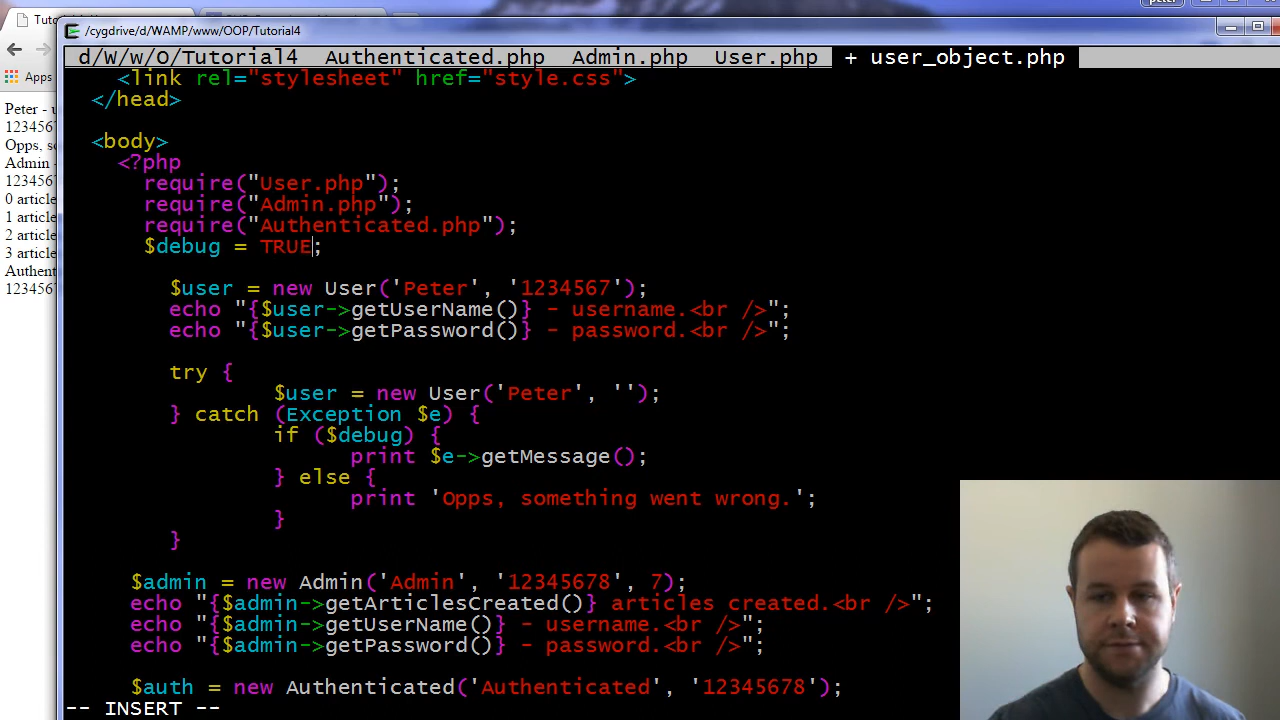 peter
Tuto
/cygdrive/d/WAMP/www/OOP/Tutorial4
Apps
d/W/w/O/Tutorial4 Authenticated.php Admin.php User.php + user_object.php
<link rel="stylesheet" href="style.css">
</head>
<body>
<?php
require("User.php");
require("Admin.php");
require("Authenticated.php");
$debug = TRUE;
$user = new User('Peter', '1234567');
echo "{$user->getUserName()} - username.<br />";
echo "{$user->getPassword()} - password.<br />";
try {
$user = new User('Peter', '');
} catch (Exception $e) {
if ($debug) {
print $e->getMessage();
} else {
print 'Opps, something went wrong.';
}
}
$admin = new Admin('Admin', '12345678', 7);
echo "{$admin->getArticlesCreated()} articles created.<br />";
echo "{$admin->getUserName()} - username.<br />";
echo "{$admin->getPassword()} - password.<br />";
$auth = new Authenticated('Authenticated', '12345678');
-- INSERT --
Peter - u
123456
Opps, so
Admin -
123456
0 article
1 article
2 article
3 article
Authent
123456